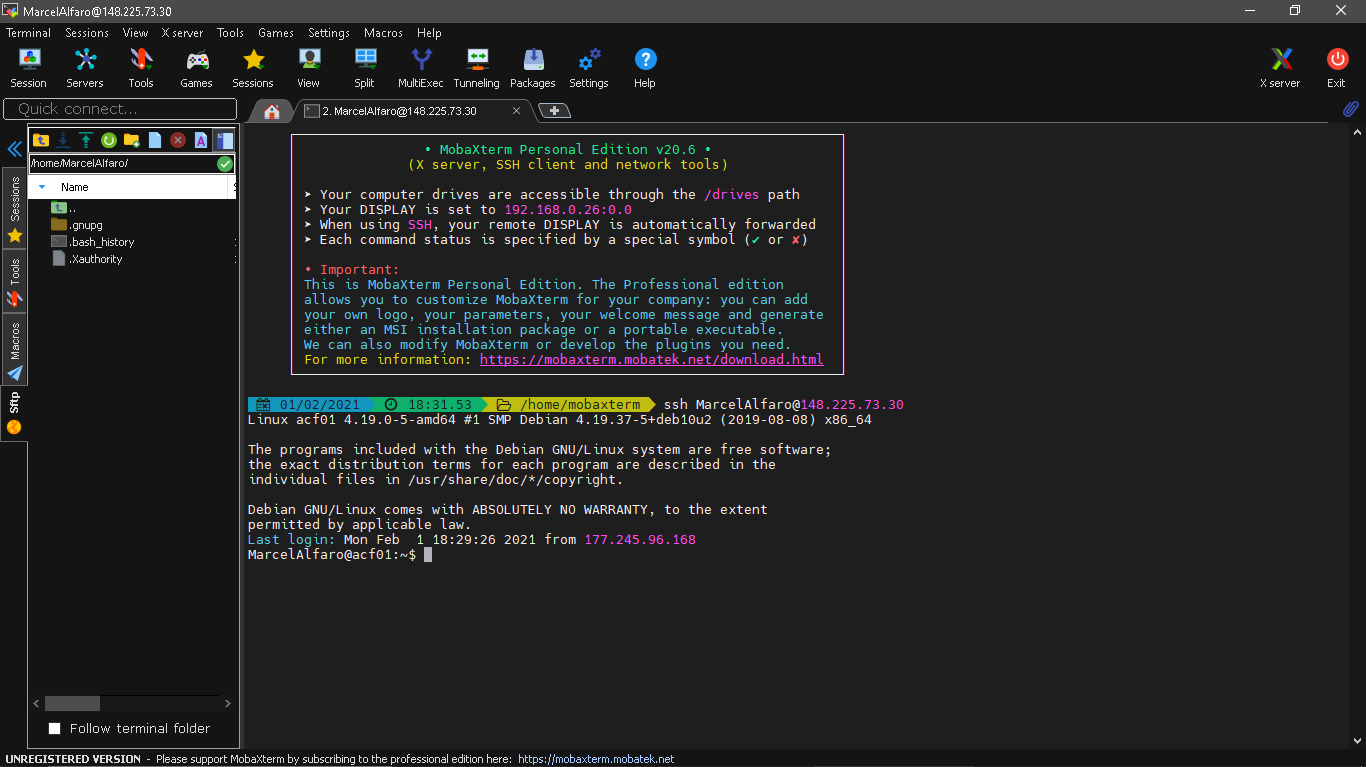 MarcelAlfaro@148.225.73.30
Terminal Sessions View X server Tools Games Settings Macros Help
Session Servers Tools Games Sessions View Split MultiExec Tunneling Packages Settings Help X server Exit
Quick connect...
2. MarcelAlfaro@148.225.73.30
/home/MarcelAlfaro/
Name
..
.gnupg
.bash_history
.Xauthority
Sessions
Tools
Macros
Sftp
Follow terminal folder
• MobaXterm Personal Edition v20.6 •
(X server, SSH client and network tools)
➤ Your computer drives are accessible through the /drives path
➤ Your DISPLAY is set to 192.168.0.26:0.0
➤ When using SSH, your remote DISPLAY is automatically forwarded
➤ Each command status is specified by a special symbol (✔ or ✘)
• Important:
This is MobaXterm Personal Edition. The Professional edition
allows you to customize MobaXterm for your company: you can add
your own logo, your parameters, your welcome message and generate
either an MSI installation package or a portable executable.
We can also modify MobaXterm or develop the plugins you need.
For more information: https://mobaxterm.mobatek.net/download.html
01/02/2021 18:31.53 /home/mobaxterm ssh MarcelAlfaro@148.225.73.30
Linux acf01 4.19.0-5-amd64 #1 SMP Debian 4.19.37-5+deb10u2 (2019-08-08) x86_64
The programs included with the Debian GNU/Linux system are free software;
the exact distribution terms for each program are described in the
individual files in /usr/share/doc/*/copyright.
Debian GNU/Linux comes with ABSOLUTELY NO WARRANTY, to the extent
permitted by applicable law.
Last login: Mon Feb  1 18:29:26 2021 from 177.245.96.168
MarcelAlfaro@acf01:~$
UNREGISTERED VERSION - Please support MobaXterm by subscribing to the professional edition here: https://mobaxterm.mobatek.net